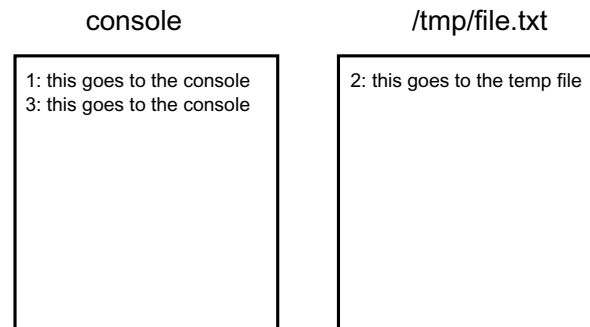 console
/tmp/file.txt
1: this goes to the console
3: this goes to the console
2: this goes to the temp file